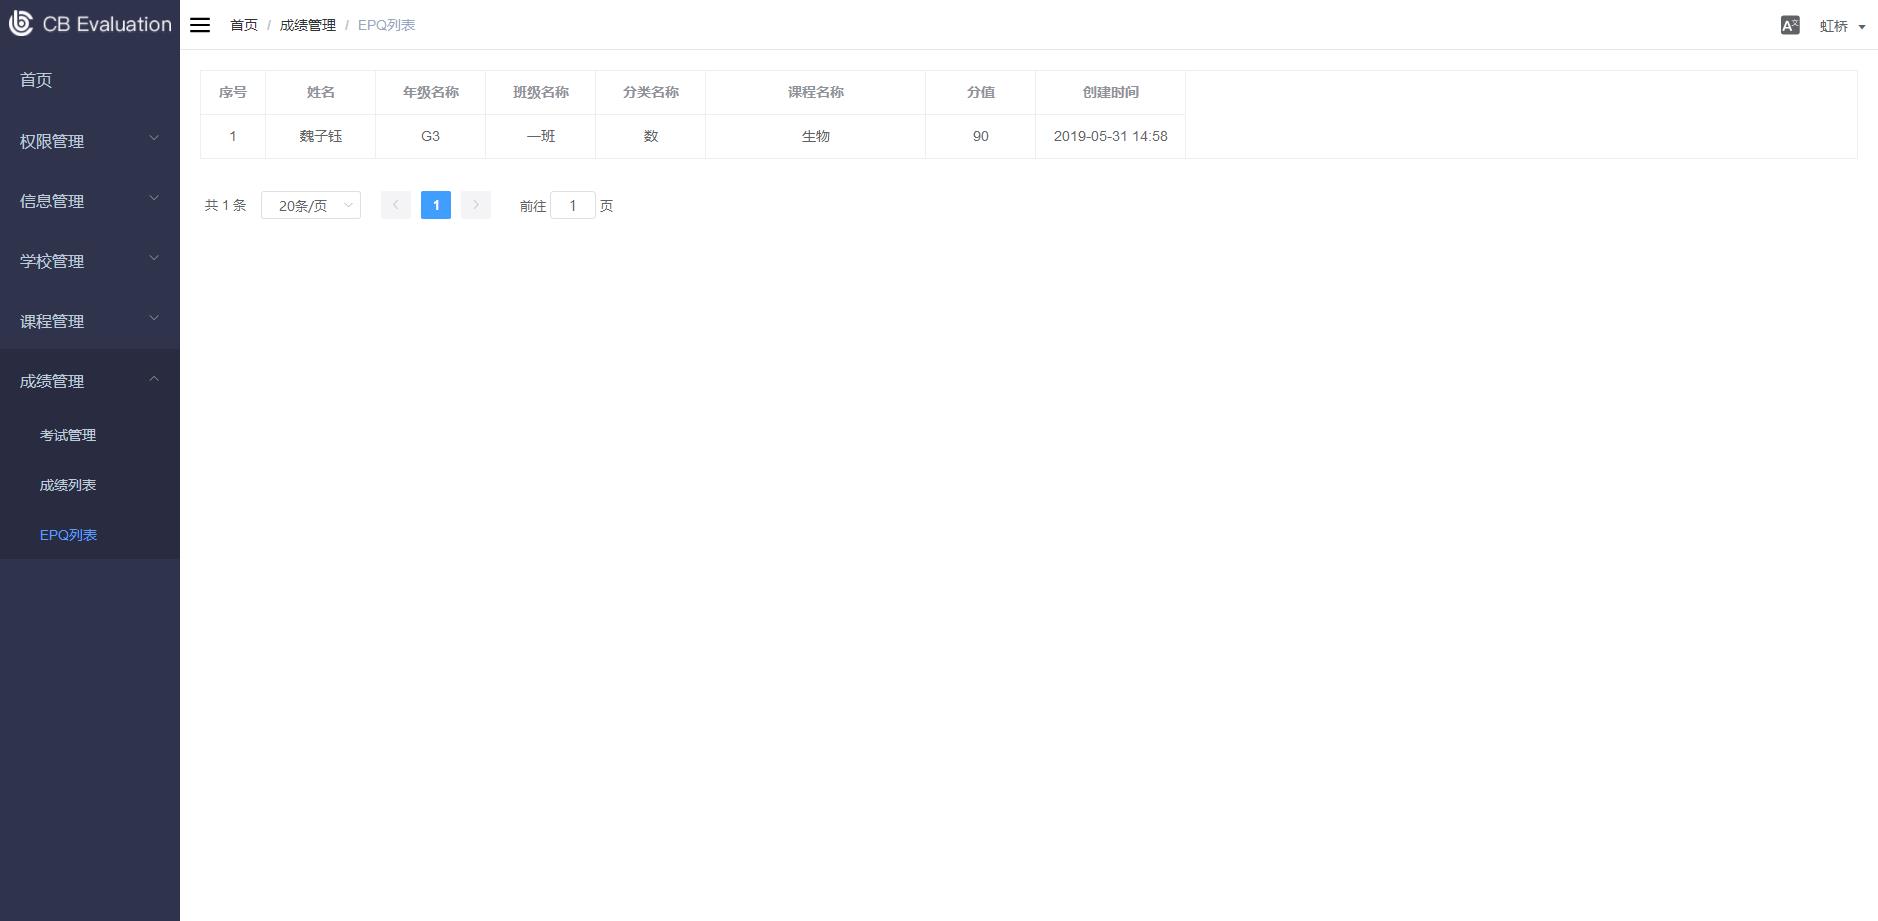 CB Evaluation
首页 / 成绩管理 / EPQ列表
虹桥
首页
权限管理
信息管理
学校管理
课程管理
成绩管理
考试管理
成绩列表
EPQ列表
序号 姓名 年级名称 班级名称 分类名称 课程名称 分值 创建时间
1 魏子钰 G3 一班 数 生物 90 2019-05-31 14:58
共 1 条 20条/页 1 前往 1 页